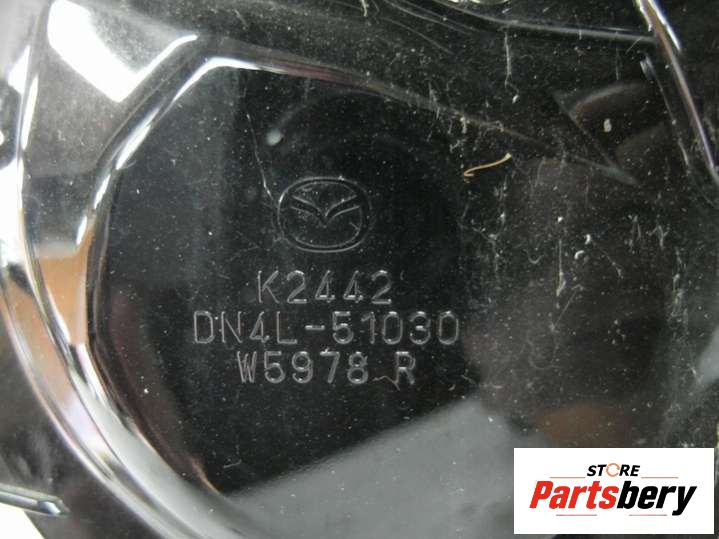 K2442
DN4L-51030
W5978 R
STORE
Partsbery